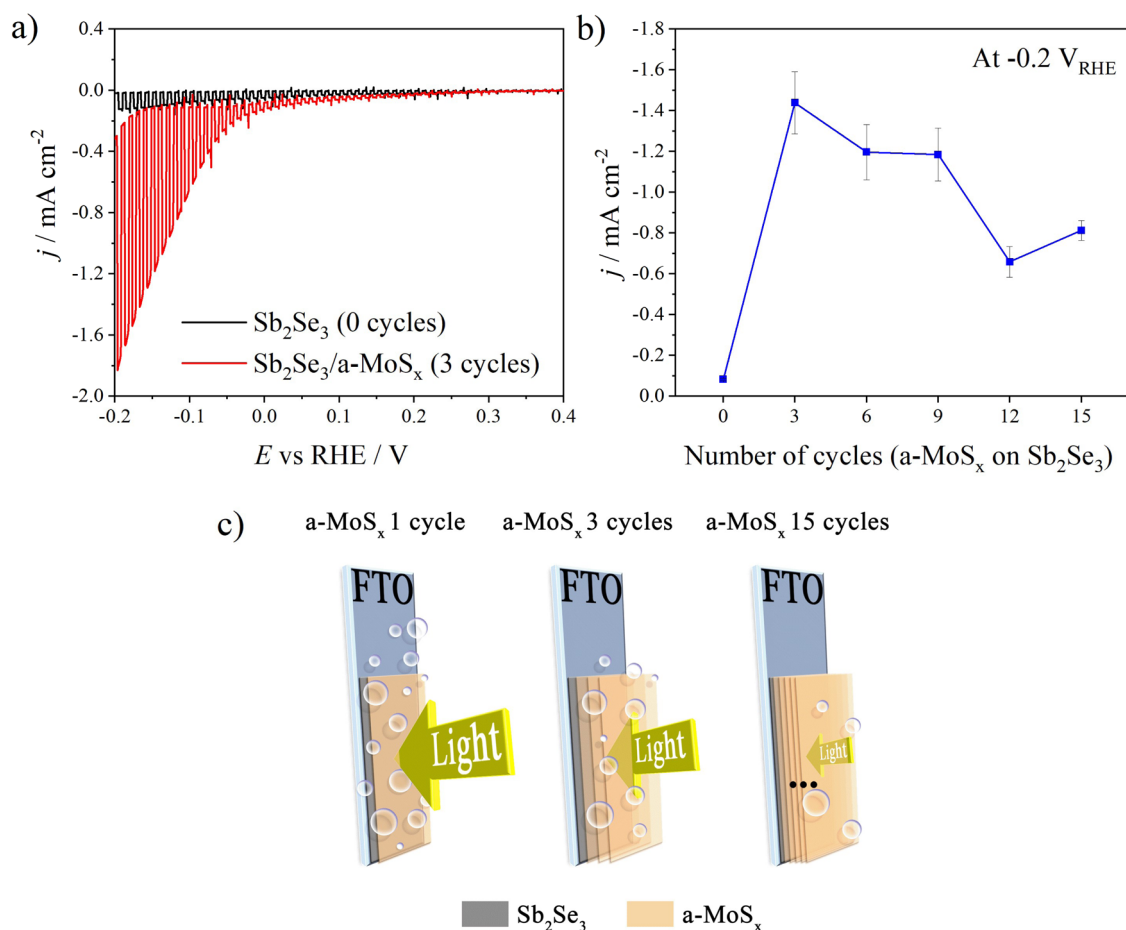 a)
0.4
0.0
-0.4
-0.8
-1.2
-1.6
-2.0
j / mA cm⁻²
Sb₂Se₃ (0 cycles)
Sb₂Se₃/a-MoSₓ (3 cycles)
-0.2 -0.1 0.0 0.1 0.2 0.3 0.4
E vs RHE / V
b)
-1.8
-1.6
-1.4
-1.2
-1.0
-0.8
-0.6
-0.4
-0.2
0.0
j / mA cm⁻²
At -0.2 V_RHE
0 3 6 9 12 15
Number of cycles (a-MoSₓ on Sb₂Se₃)
c)
a-MoSₓ 1 cycle
a-MoSₓ 3 cycles
a-MoSₓ 15 cycles
FTO
FTO
FTO
Light
Light
Light
Sb₂Se₃
a-MoSₓ